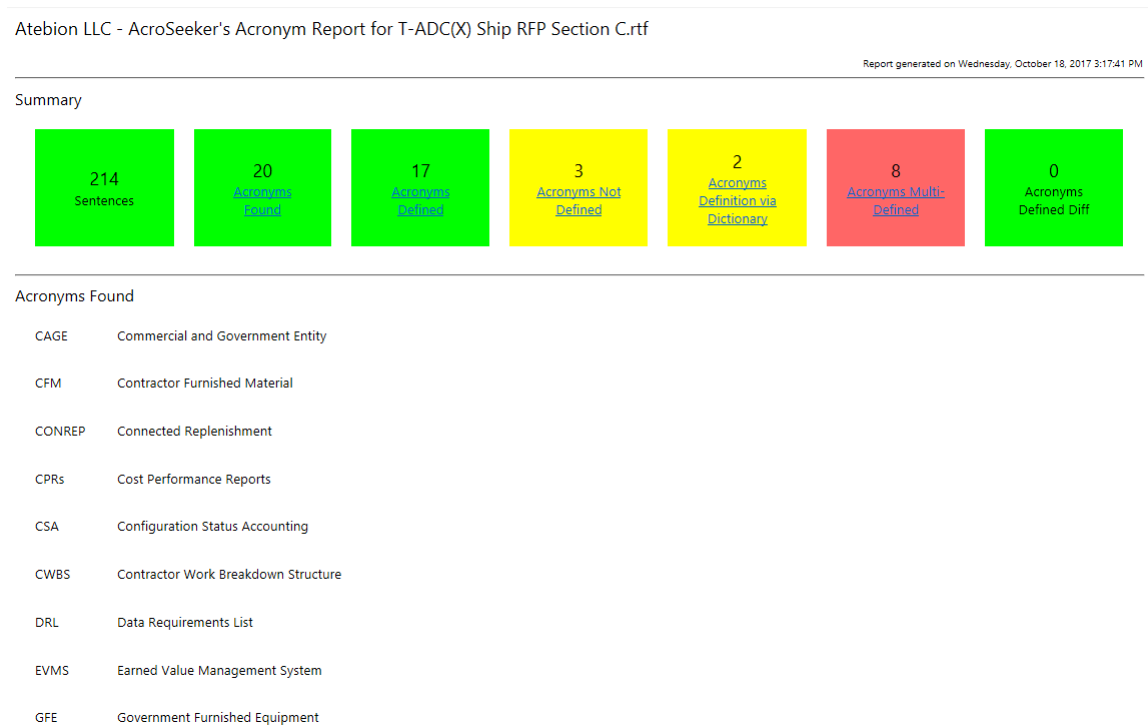 Atebion LLC - AcroSeeker's Acronym Report for T-ADC(X) Ship RFP Section C.rtf
Report generated on Wednesday, October 18, 2017 3:17:41 PM
Summary
214
Sentences
20
Acronyms
Found
17
Acronyms
Defined
3
Acronyms Not
Defined
2
Acronyms
Definition via
Dictionary
8
Acronyms Multi-
Defined
0
Acronyms
Defined Diff
Acronyms Found
CAGE Commercial and Government Entity
CFM Contractor Furnished Material
CONREP Connected Replenishment
CPRs Cost Performance Reports
CSA Configuration Status Accounting
CWBS Contractor Work Breakdown Structure
DRL Data Requirements List
EVMS Earned Value Management System
GFE Government Furnished Equipment